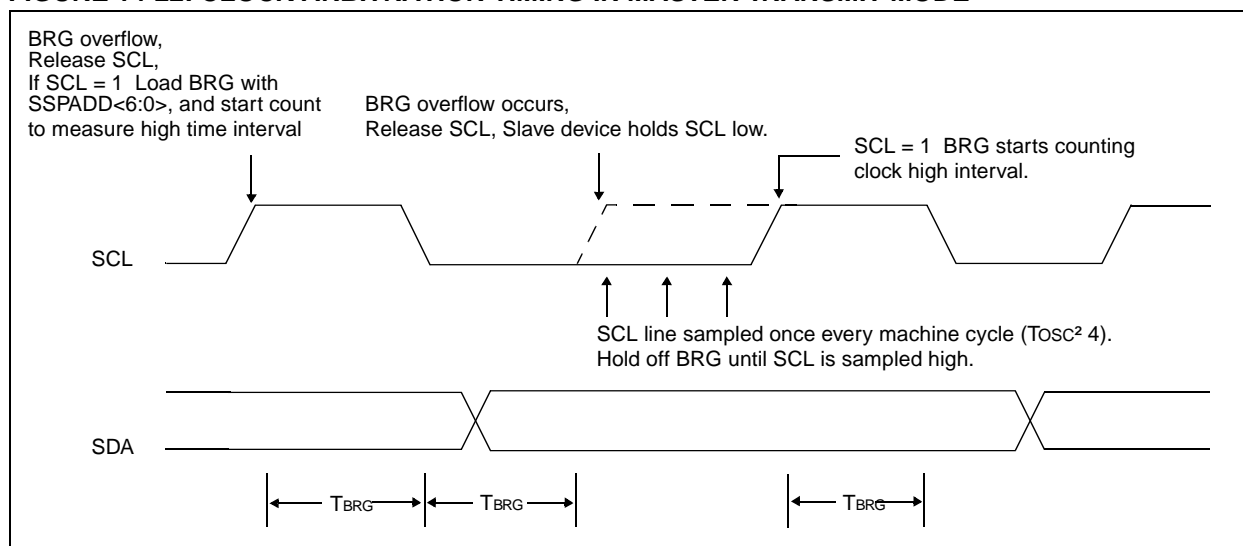 BRG overflow,
Release SCL,
If SCL = 1 Load BRG with
SSPADD<6:0>, and start count
to measure high time interval
BRG overflow occurs,
Release SCL, Slave device holds SCL low.
SCL = 1 BRG starts counting
clock high interval.
SCL
SCL line sampled once every machine cycle (TOSC² 4).
Hold off BRG until SCL is sampled high.
SDA
TBRG
TBRG
TBRG